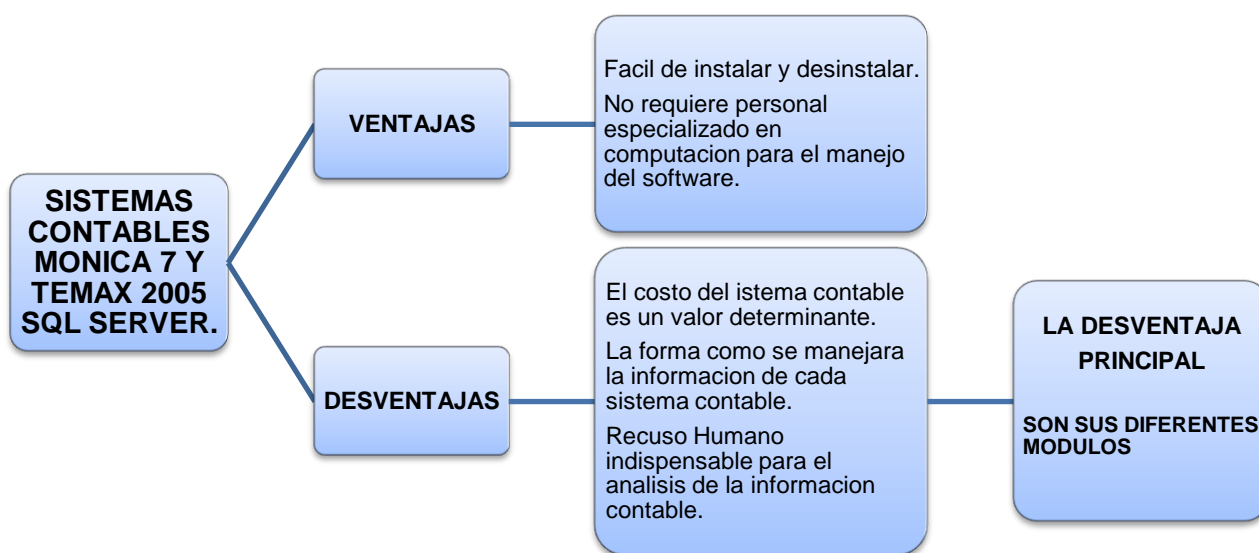 SISTEMAS
CONTABLES
MONICA 7 Y
TEMAX 2005
SQL SERVER.
VENTAJAS
Facil de instalar y desinstalar.
No requiere personal
especializado en
computacion para el manejo
del software.
DESVENTAJAS
El costo del istema contable
es un valor determinante.
La forma como se manejara
la informacion de cada
sistema contable.
Recuso Humano
indispensable para el
analisis de la informacion
contable.
LA DESVENTAJA
PRINCIPAL
SON SUS DIFERENTES
MODULOS